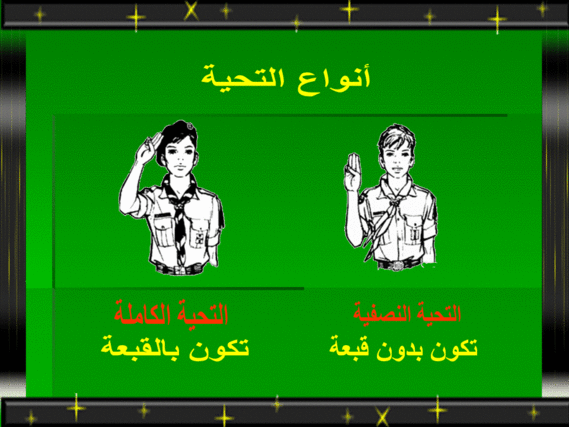 أنواع التحية
التحية النصفية
تكون بدون قبعة
التحية الكاملة
تكون بالقبعة